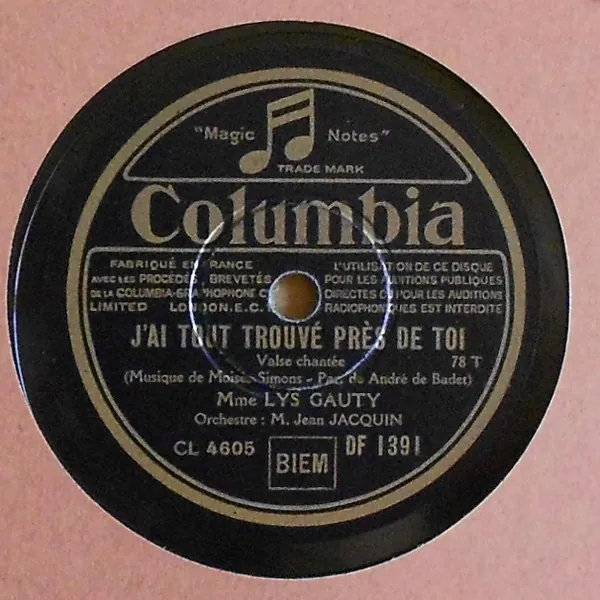 "Magic Notes"
TRADE MARK
Columbia
FABRIQUÉ EN FRANCE
AVEC LES PROCÉDÉS BREVETÉS
DE LA COLUMBIA-GRAPHOPHONE C
LIMITED LONDON.E.C.
L'UTILISATION DE CE DISQUE
POUR LES AUDITIONS PUBLIQUES
DIRECTES OU POUR LES AUDITIONS
RADIOPHONIQUES EST INTERDITE
J'AI TOUT TROUVÉ PRÈS DE TOI
Valse chantée 78 T
(Musique de Moises Simons - Par. de André de Badet)
Mme LYS GAUTY
Orchestre : M. Jean JACQUIN
CL 4605 BIEM DF 1391